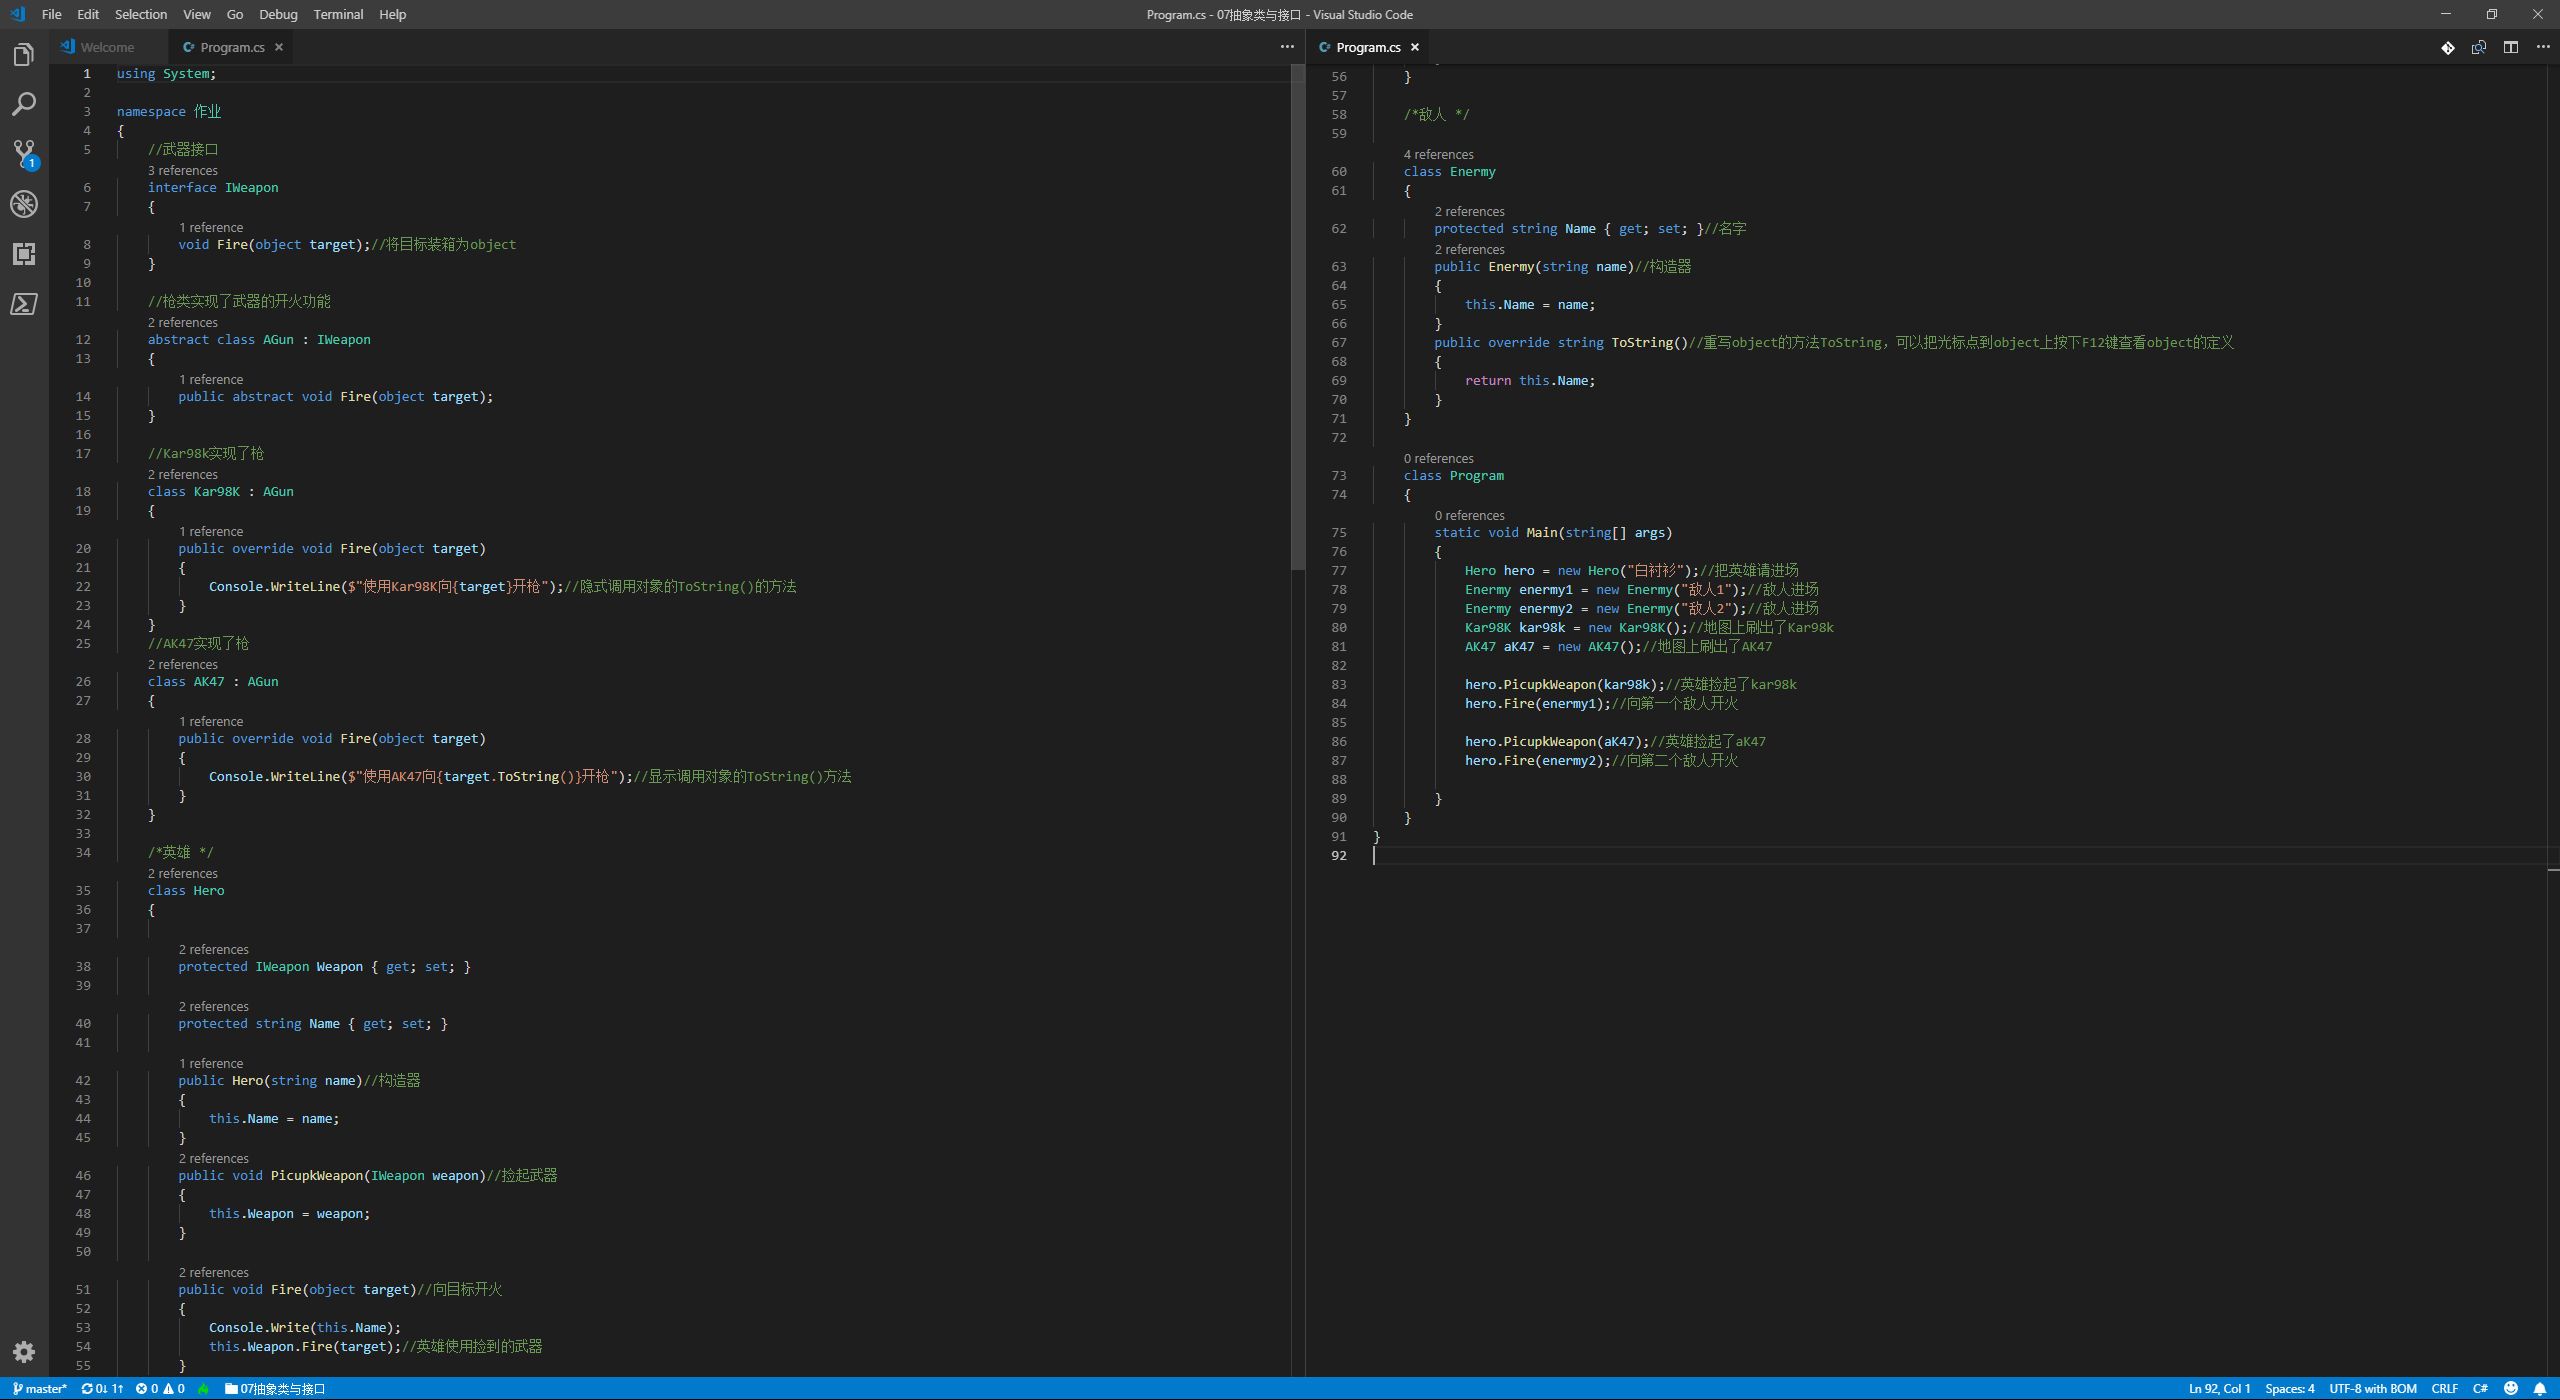 File Edit Selection View Go Debug Terminal Help
Program.cs - 07抽象类与接口 - Visual Studio Code
Welcome
Program.cs ×
1 using System;
2
3 namespace 作业
4 {
5 //武器接口
3 references
6 interface IWeapon
7 {
1 reference
8 void Fire(object target);//将目标装箱为object
9 }
10
11 //枪类实现了武器的开火功能
2 references
12 abstract class AGun : IWeapon
13 {
1 reference
14 public abstract void Fire(object target);
15 }
16
17 //Kar98k实现了枪
2 references
18 class Kar98K : AGun
19 {
1 reference
20 public override void Fire(object target)
21 {
22 Console.WriteLine($"使用Kar98K向{target}开枪");//隐式调用对象的ToString()的方法
23 }
24 }
25 //AK47实现了枪
2 references
26 class AK47 : AGun
27 {
1 reference
28 public override void Fire(object target)
29 {
30 Console.WriteLine($"使用AK47向{target.ToString()}开枪");//显示调用对象的ToString()方法
31 }
32 }
33
34 /*英雄 */
2 references
35 class Hero
36 {
37
2 references
38 protected IWeapon Weapon { get; set; }
39
2 references
40 protected string Name { get; set; }
41
1 reference
42 public Hero(string name)//构造器
43 {
44 this.Name = name;
45 }
2 references
46 public void PicupkWeapon(IWeapon weapon)//捡起武器
47 {
48 this.Weapon = weapon;
49 }
50
2 references
51 public void Fire(object target)//向目标开火
52 {
53 Console.Write(this.Name);
54 this.Weapon.Fire(target);//英雄使用捡到的武器
55 }
Program.cs ×
56 }
57
58 /*敌人 */
59
4 references
60 class Enermy
61 {
2 references
62 protected string Name { get; set; }//名字
2 references
63 public Enermy(string name)//构造器
64 {
65 this.Name = name;
66 }
67 public override string ToString()//重写object的方法ToString，可以把光标点到object上按下F12键查看object的定义
68 {
69 return this.Name;
70 }
71 }
72
0 references
73 class Program
74 {
0 references
75 static void Main(string[] args)
76 {
77 Hero hero = new Hero("白衬衫");//把英雄请进场
78 Enermy enermy1 = new Enermy("敌人1");//敌人进场
79 Enermy enermy2 = new Enermy("敌人2");//敌人进场
80 Kar98K kar98k = new Kar98K();//地图上刷出了Kar98k
81 AK47 aK47 = new AK47();//地图上刷出了AK47
82
83 hero.PicupkWeapon(kar98k);//英雄捡起了kar98k
84 hero.Fire(enermy1);//向第一个敌人开火
85
86 hero.PicupkWeapon(aK47);//英雄捡起了aK47
87 hero.Fire(enermy2);//向第二个敌人开火
88
89 }
90 }
91 }
92
1
master* 0↓ 1↑ 0 0 07抽象类与接口
Ln 92, Col 1 Spaces: 4 UTF-8 with BOM CRLF C#